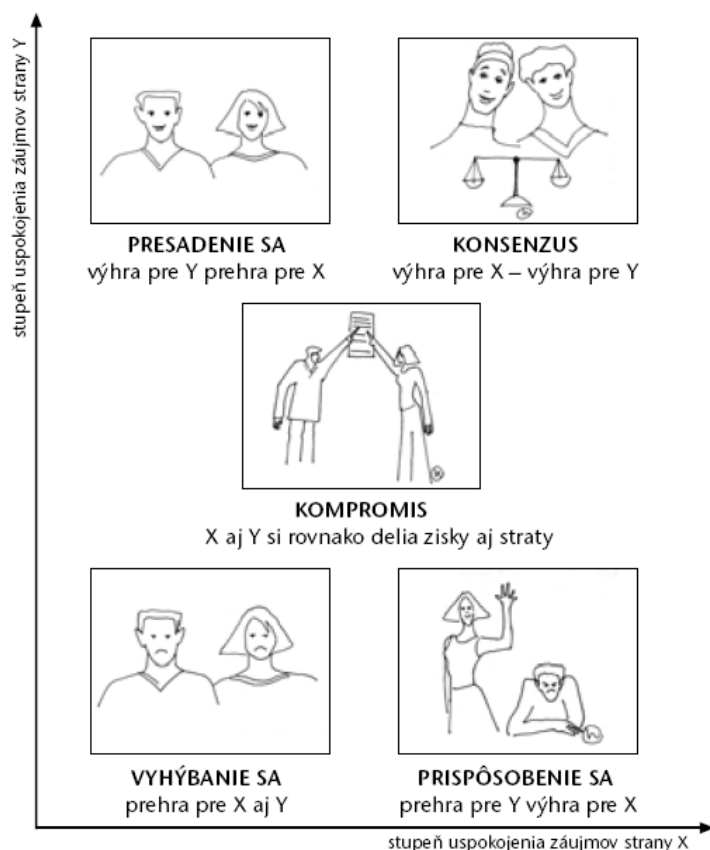 stupeň uspokojenia záujmov strany Y
PRESADENIE SA
výhra pre Y prehra pre X
KONSENZUS
výhra pre X – výhra pre Y
KOMPROMIS
X aj Y si rovnako delia zisky aj straty
VYHÝBANIE SA
prehra pre X aj Y
PRISPÔSOBENIE SA
prehra pre Y výhra pre X
stupeň uspokojenia záujmov strany X